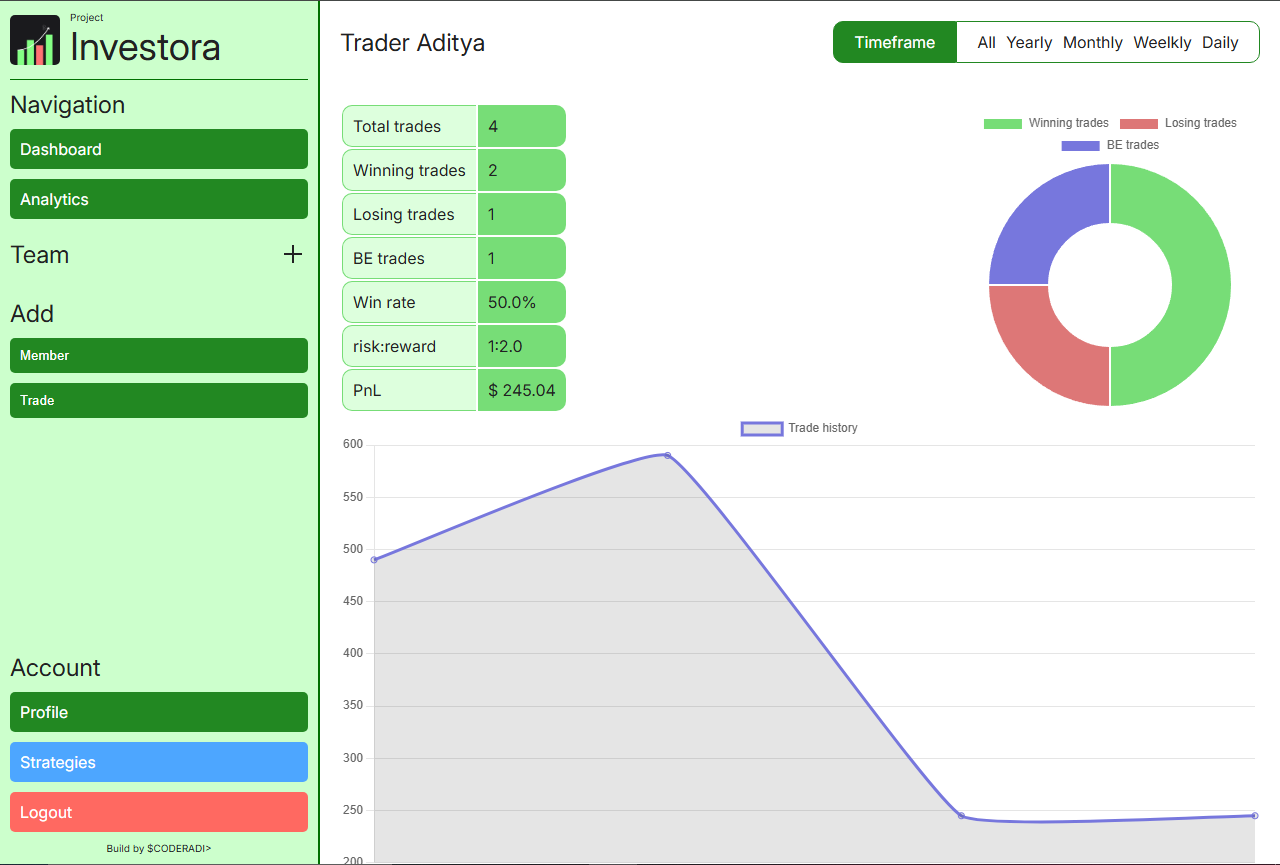 Project
Investora
Navigation
Dashboard
Analytics
Team
Add
Member
Trade
Account
Profile
Strategies
Logout
Build by $CODERADI>
Trader Aditya
Timeframe All Yearly Monthly Weelkly Daily
Total trades 4
Winning trades 2
Losing trades 1
BE trades 1
Win rate 50.0%
risk:reward 1:2.0
PnL $ 245.04
Winning trades Losing trades
BE trades
Trade history
600
550
500
450
400
350
300
250
200